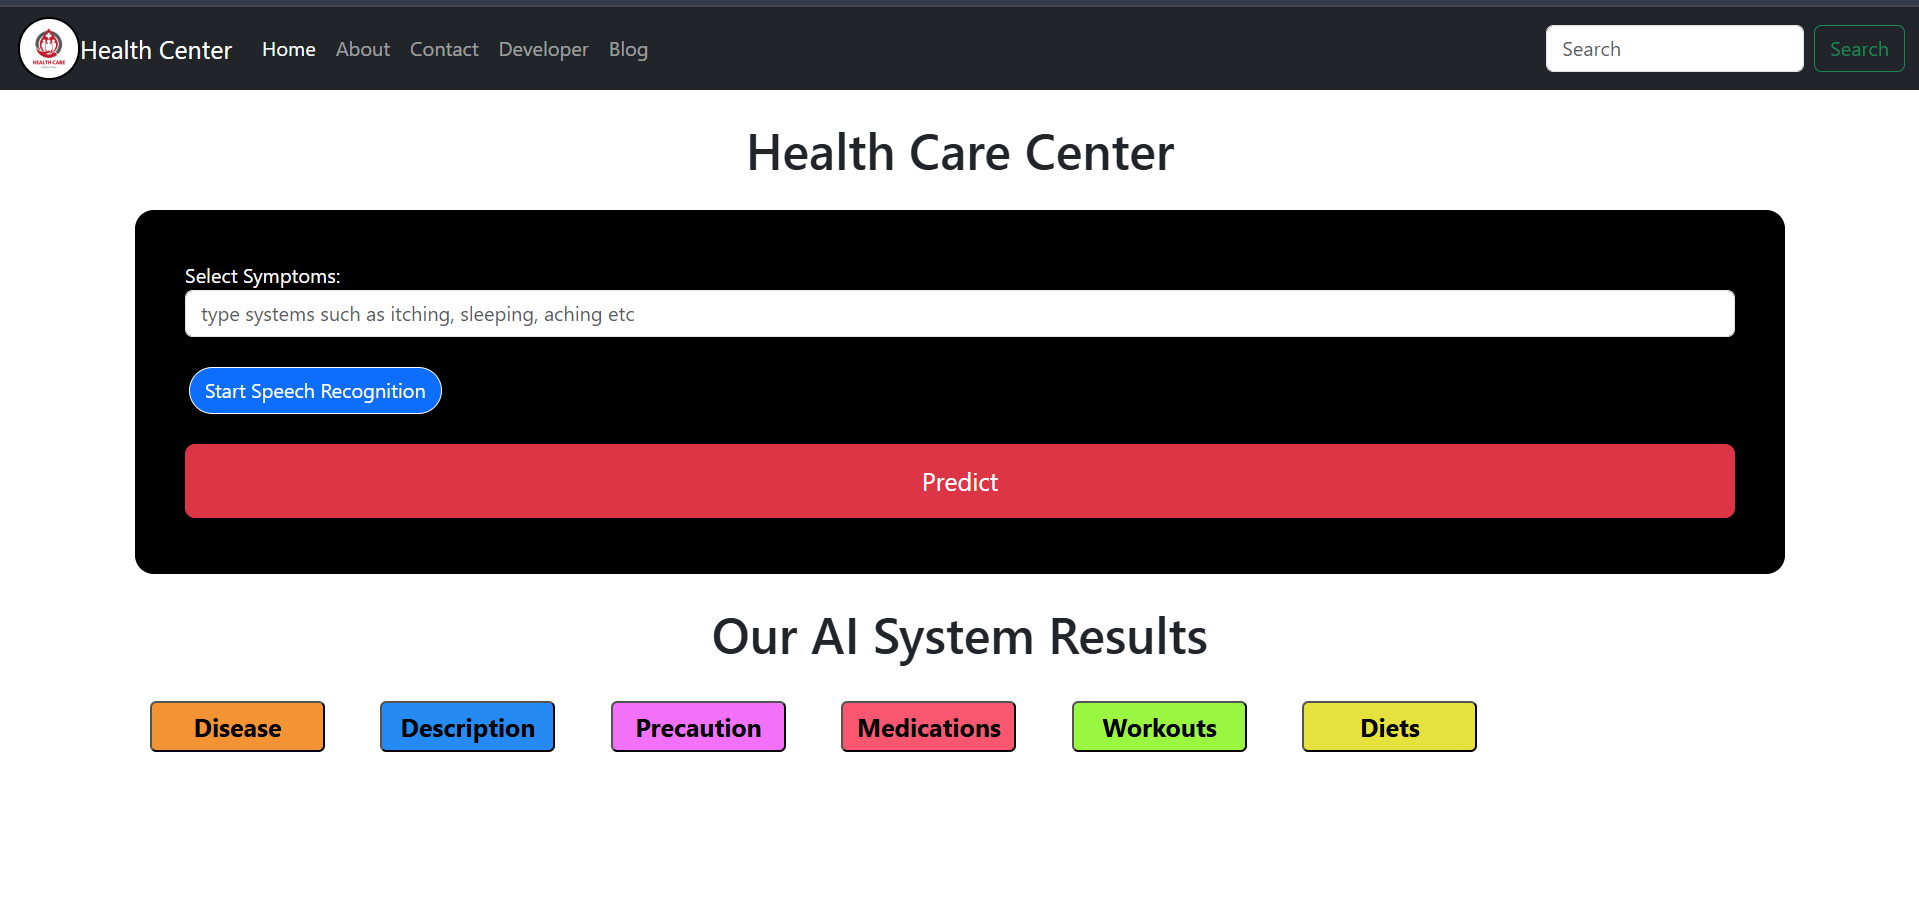 HEALTH CARE
Health Center Home About Contact Developer Blog Search Search
Health Care Center
Select Symptoms:
type systems such as itching, sleeping, aching etc
Start Speech Recognition
Predict
Our AI System Results
Disease Description Precaution Medications Workouts Diets